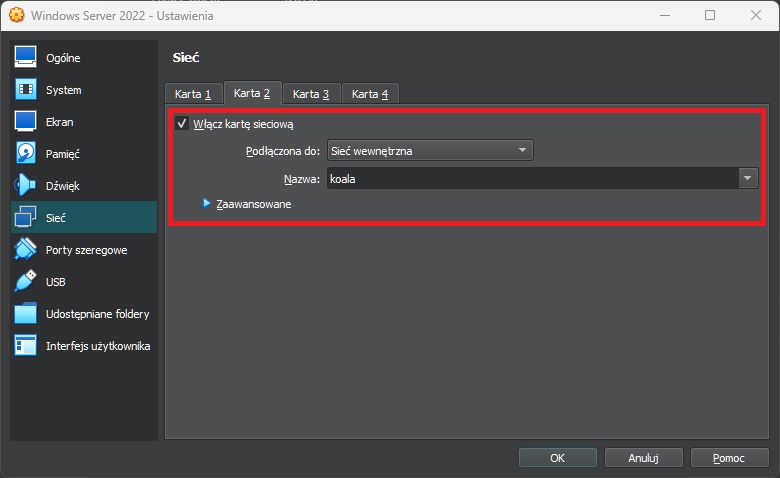 Windows Server 2022 - Ustawienia
Ogólne
System
Ekran
Pamięć
Dźwięk
Sieć
Porty szeregowe
USB
Udostępniane foldery
Interfejs użytkownika
Sieć
Karta 1
Karta 2
Karta 3
Karta 4
Włącz kartę sieciową
Podłączona do: Sieć wewnętrzna
Nazwa: koala
Zaawansowane
OK
Anuluj
Pomoc